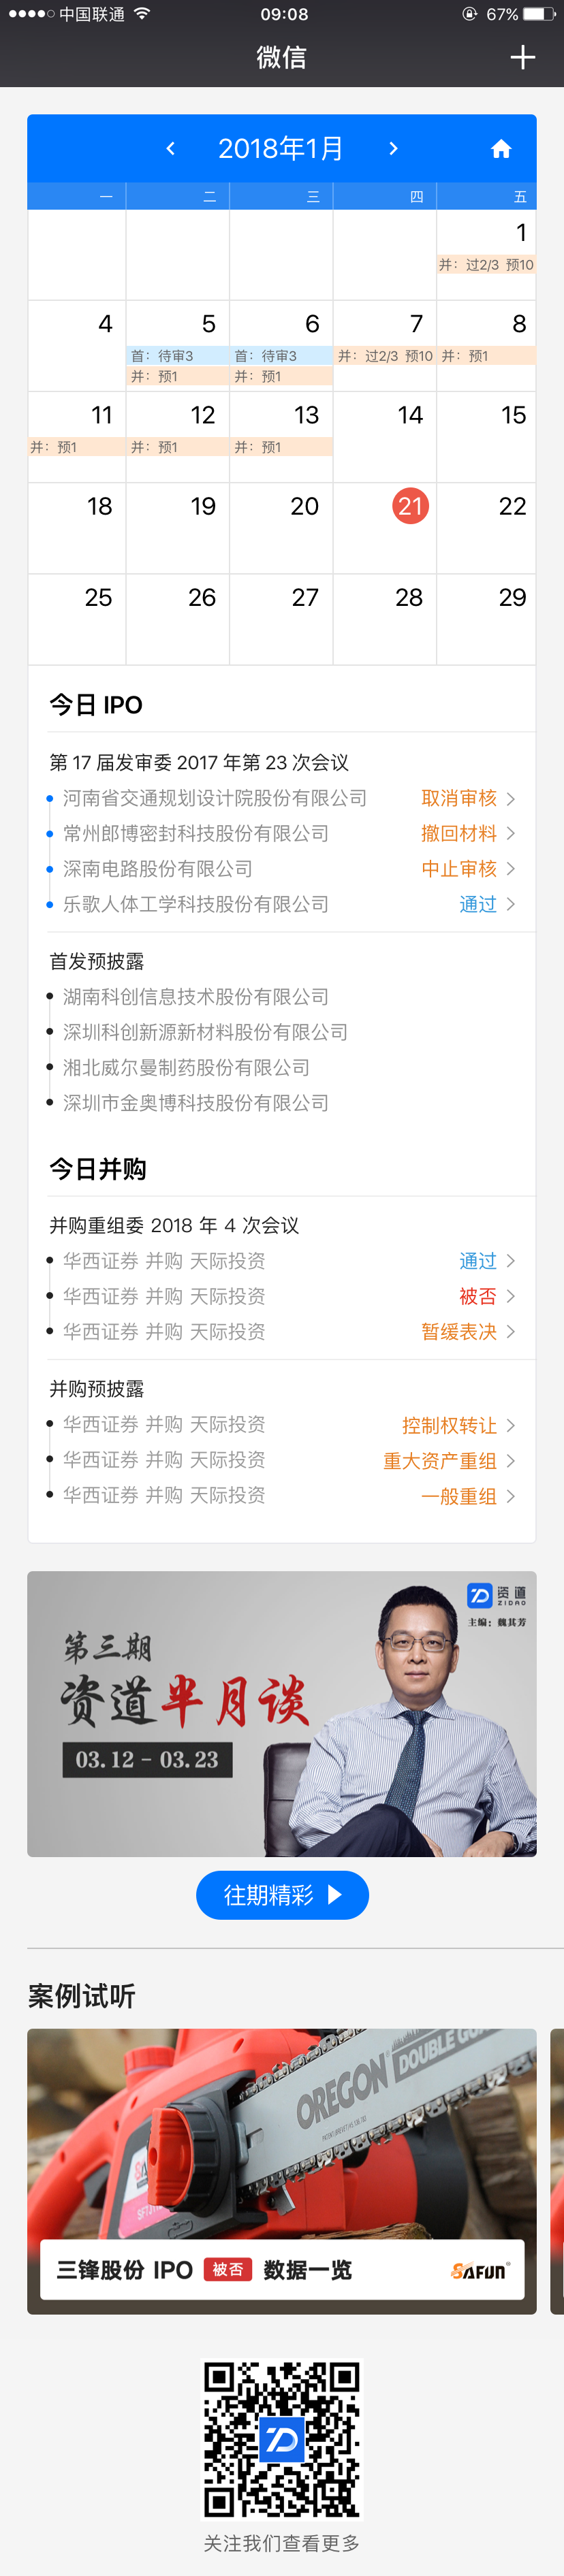 中国联通 09:08 67%
微信
2018年1月
一 二 三 四 五
1
并：过2/3 预10
4 5 6 7 8
首：待审3 首：待审3 并：过2/3 预10 并：预1
并：预1 并：预1
11 12 13 14 15
并：预1 并：预1 并：预1
18 19 20 21 22
25 26 27 28 29
今日 IPO
第 17 届发审委 2017 年第 23 次会议
河南省交通规划设计院股份有限公司 取消审核
常州郎博密封科技股份有限公司 撤回材料
深南电路股份有限公司 中止审核
乐歌人体工学科技股份有限公司 通过
首发预披露
湖南科创信息技术股份有限公司
深圳科创新源新材料股份有限公司
湘北威尔曼制药股份有限公司
深圳市金奥博科技股份有限公司
今日并购
并购重组委 2018 年 4 次会议
华西证券 并购 天际投资 通过
华西证券 并购 天际投资 被否
华西证券 并购 天际投资 暂缓表决
并购预披露
华西证券 并购 天际投资 控制权转让
华西证券 并购 天际投资 重大资产重组
华西证券 并购 天际投资 一般重组
资道
ZIDAO
主编：魏其芳
第三期
资道半月谈
03.12 - 03.23
往期精彩
案例试听
OREGON DOUBLE GU
三锋股份 IPO 被否 数据一览
SAFUN
关注我们查看更多